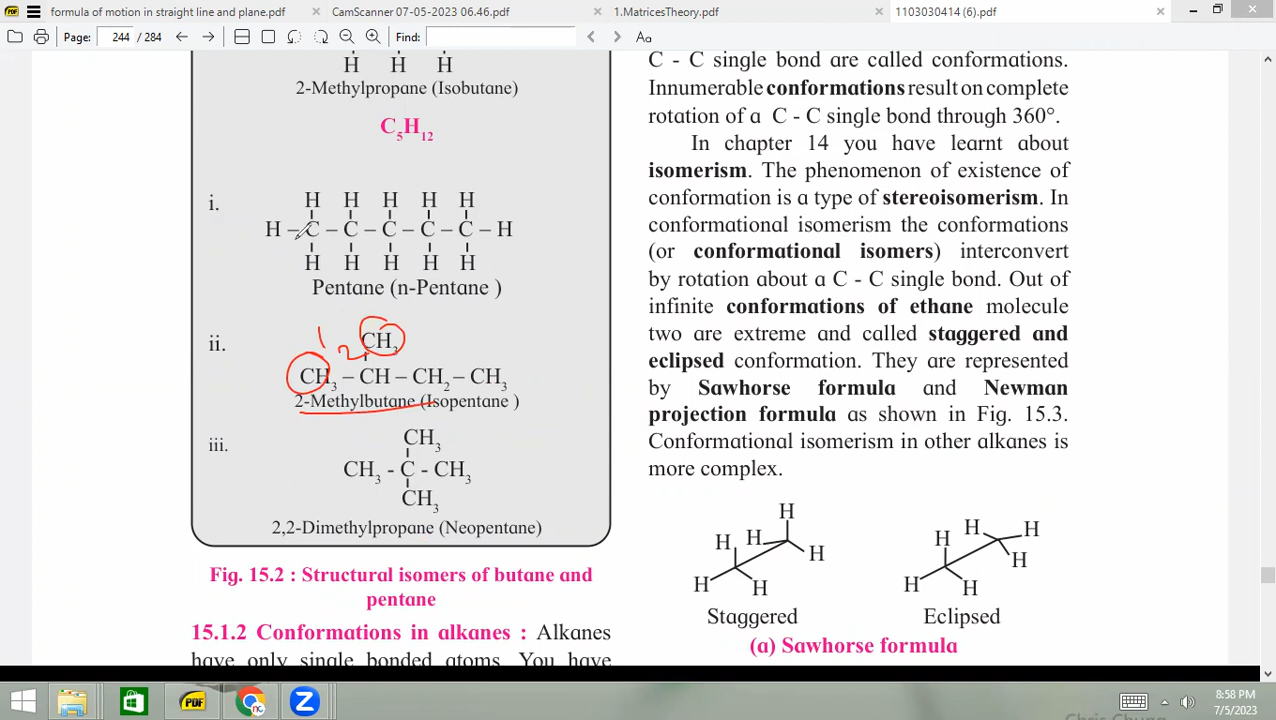 formula of motion in straight line and plane.pdf × CamScanner 07-05-2023 06.46.pdf × 1.MatricesTheory.pdf × 1103030414 (6).pdf ×
Page: 244 / 284 Find: Aa
H H H
2-Methylpropane (Isobutane)
C₅H₁₂
i.
H H H H H
H – C – C – C – C – C – H
H H H H H
Pentane (n-Pentane )
1
2
ii.
CH₃
CH₃ – CH – CH₂ – CH₃
2-Methylbutane (Isopentane )
iii.
CH₃
CH₃ - C - CH₃
CH₃
2,2-Dimethylpropane (Neopentane)
Fig. 15.2 : Structural isomers of butane and
pentane
15.1.2 Conformations in alkanes : Alkanes
have only single bonded atoms. You have
C - C single bond are called conformations.
Innumerable conformations result on complete
rotation of a C - C single bond through 360°.
In chapter 14 you have learnt about
isomerism. The phenomenon of existence of
conformation is a type of stereoisomerism. In
conformational isomerism the conformations
(or conformational isomers) interconvert
by rotation about a C - C single bond. Out of
infinite conformations of ethane molecule
two are extreme and called staggered and
eclipsed conformation. They are represented
by Sawhorse formula and Newman
projection formula as shown in Fig. 15.3.
Conformational isomerism in other alkanes is
more complex.
H
H H H
H H
Staggered
H H H
H
H H
Eclipsed
(a) Sawhorse formula
PDF
nc
Z
8:58 PM
7/5/2023
Chris Chung